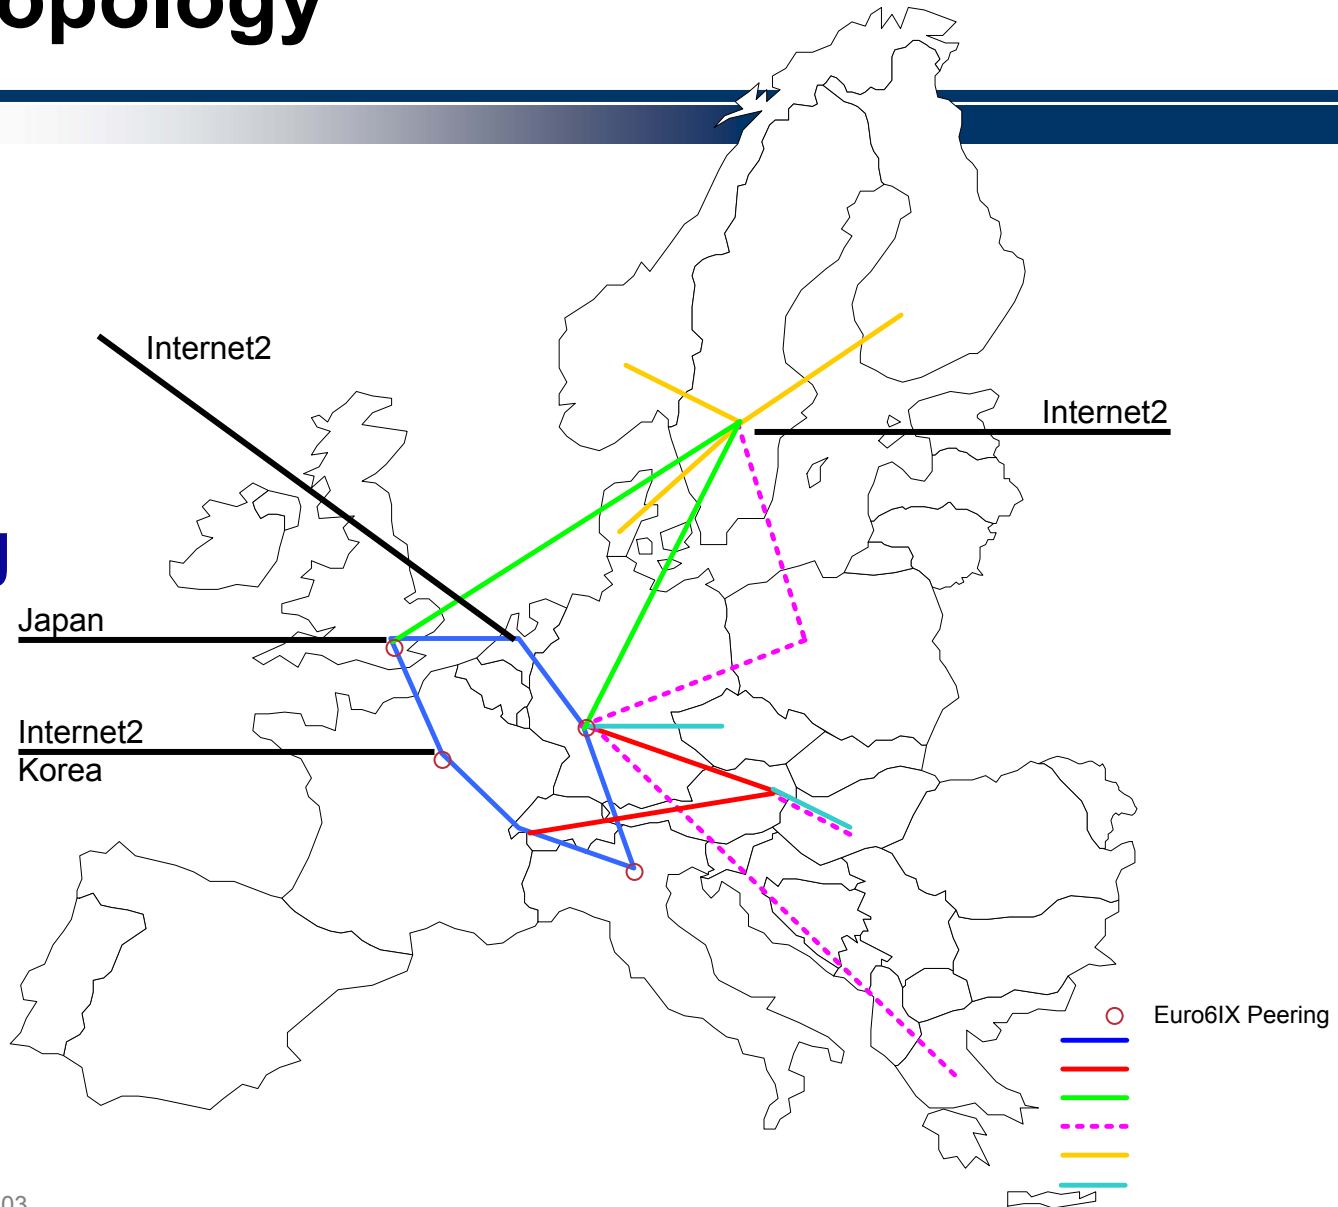 opology
Internet2
Internet2
g
Japan
Internet2
Korea
Euro6IX Peering
03